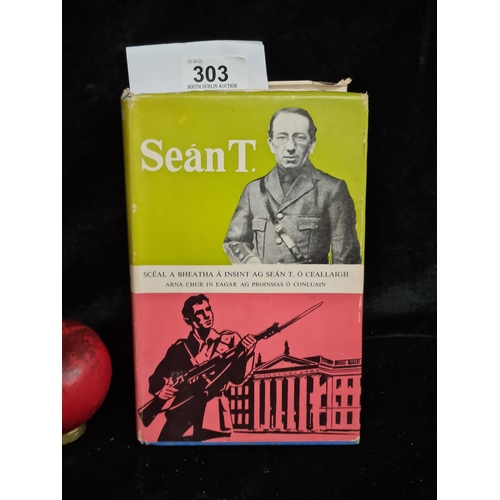 303
SOUTH DUBLIN AUCTION
Seán T.
SCÉAL A BHEATHA Á INSINT AG SEÁN T. Ó CEALLAIGH
ARNA CHUR IN EAGAR AG PROINSIAS Ó CONLUAIN